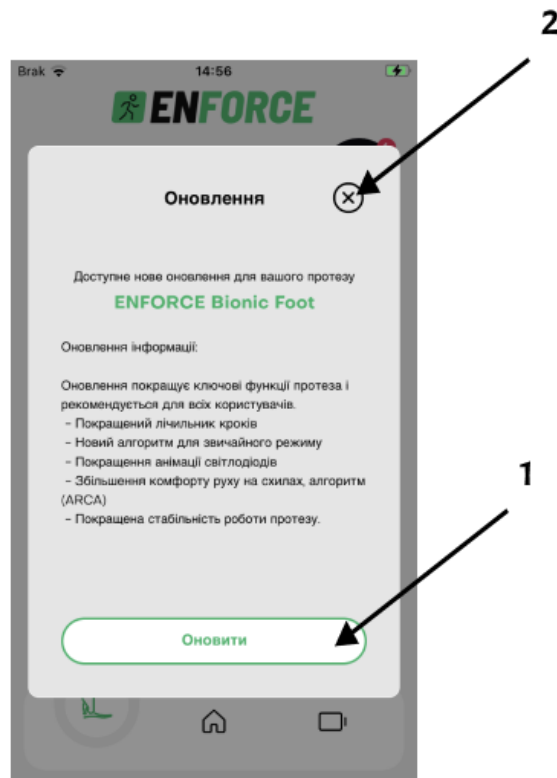 2
Brak 14:56
ENFORCE
Оновлення
Доступне нове оновлення для вашого протезу
ENFORCE Bionic Foot
Оновлення інформації:
Оновлення покращує ключові функції протеза і
рекомендується для всіх користувачів.
– Покращений лічильник кроків
– Новий алгоритм для звичайного режиму
– Покращення анімації світлодіодів
– Збільшення комфорту руху на схилах, алгоритм
(ARCA)
– Покращена стабільність роботи протезу.
1
Оновити